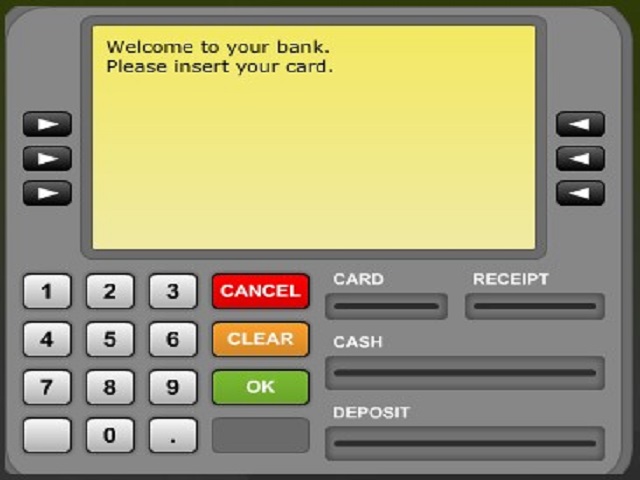 Welcome to your bank.
Please insert your card.
1 2 3 CANCEL
4 5 6 CLEAR
7 8 9 OK
0 .
CARD RECEIPT
CASH
DEPOSIT